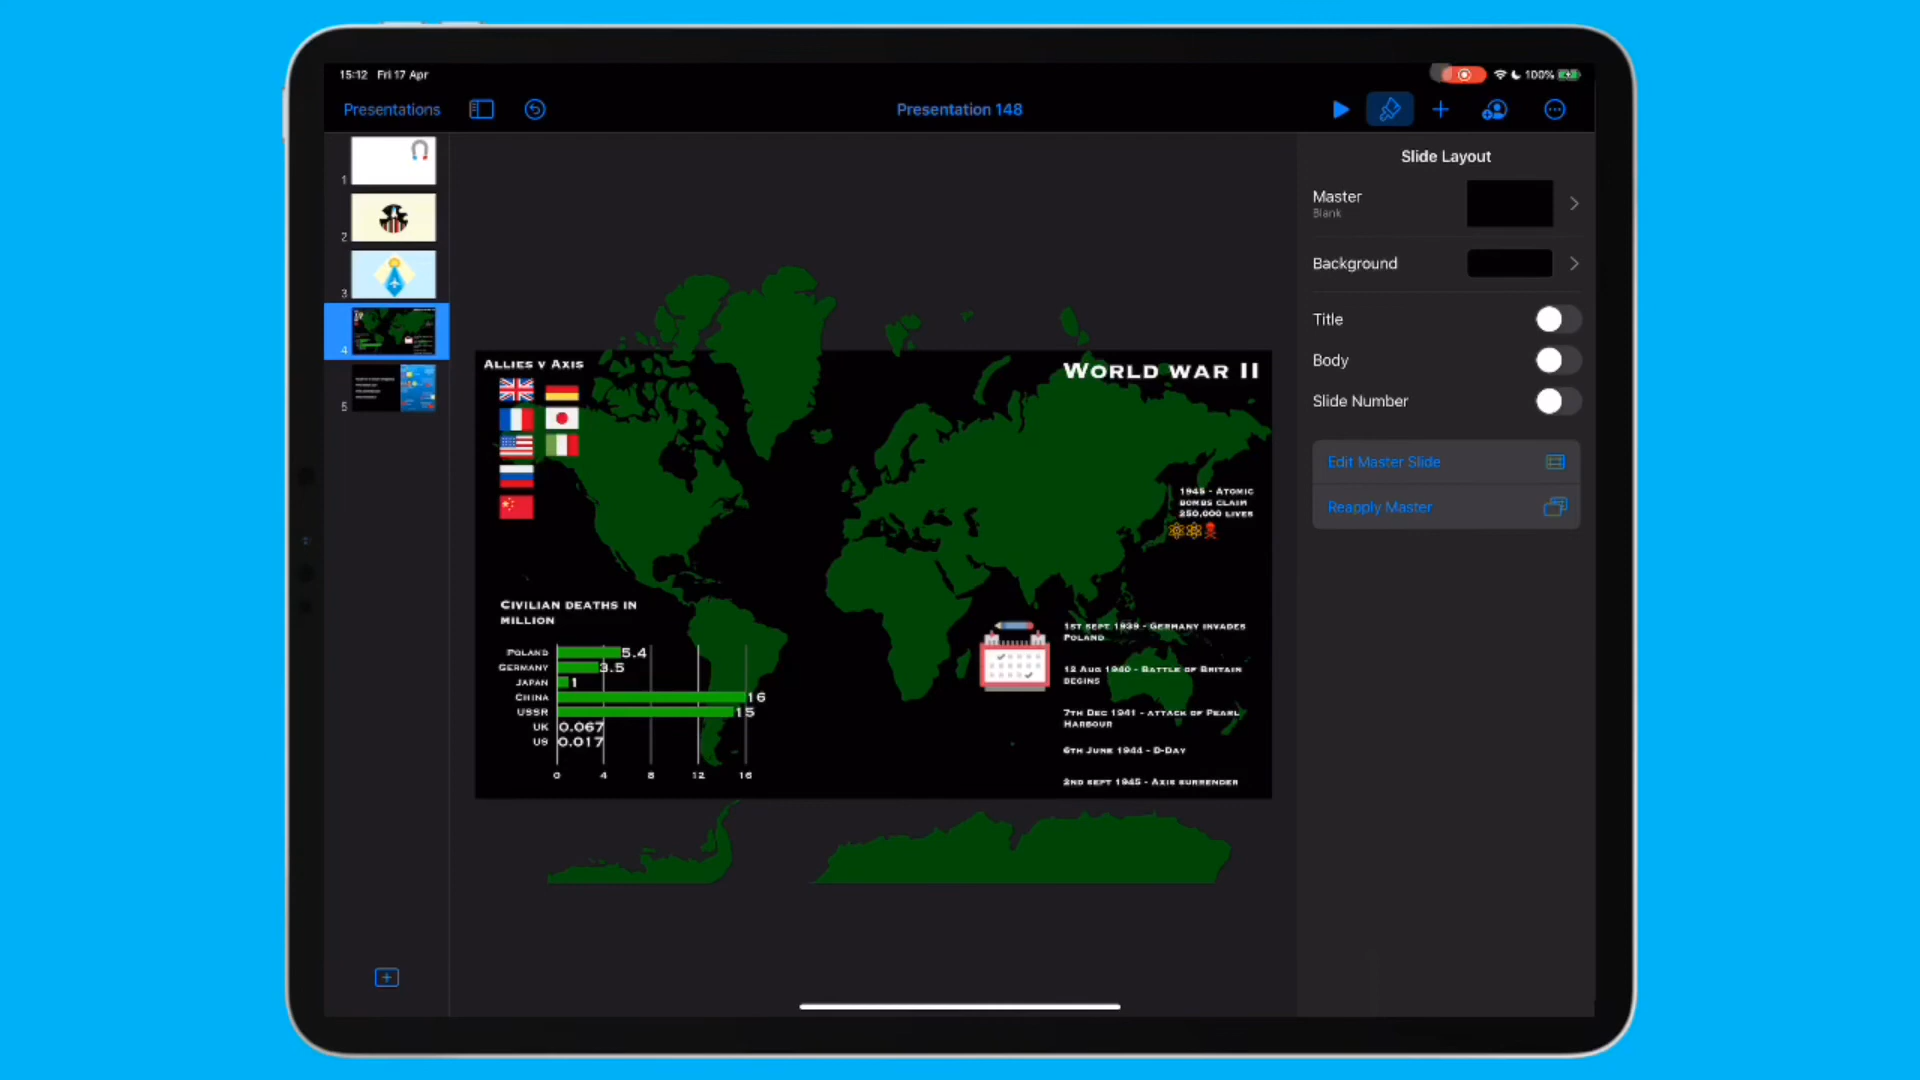 15:12 Fri 17 Apr
100%
Presentations
Presentation 148
1
2
3
4
5
Allies v Axis
World war II
1945 - Atomic
bombs claim
250,000 lives
Civilian deaths in
million
Poland 5.4
Germany 3.5
Japan 1
China 16
USSR 15
UK 0.067
US 0.017
0 4 8 12 16
1st sept 1939 - Germany invades
Poland
12 Aug 1940 - Battle of Britain
begins
7th Dec 1941 - attack of Pearl
Harbour
6th June 1944 - D-Day
2nd sept 1945 - Axis surrender
Slide Layout
Master
Blank
Background
Title
Body
Slide Number
Edit Master Slide
Reapply Master